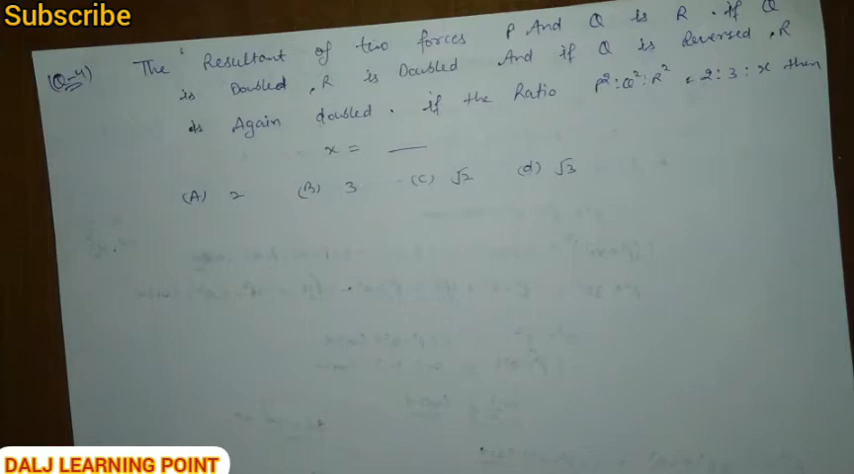 Subscribe
(Q-4) The Resultant of two forces P And Q is R . if Q
is Doubled , R is Doubled And if Q is Reversed , R
is Again doubled . if the Ratio P² : Q² : R² = 2 : 3 : x then
x = __
(A) 2 (B) 3 (C) √2 (d) √3
DALJ LEARNING POINT